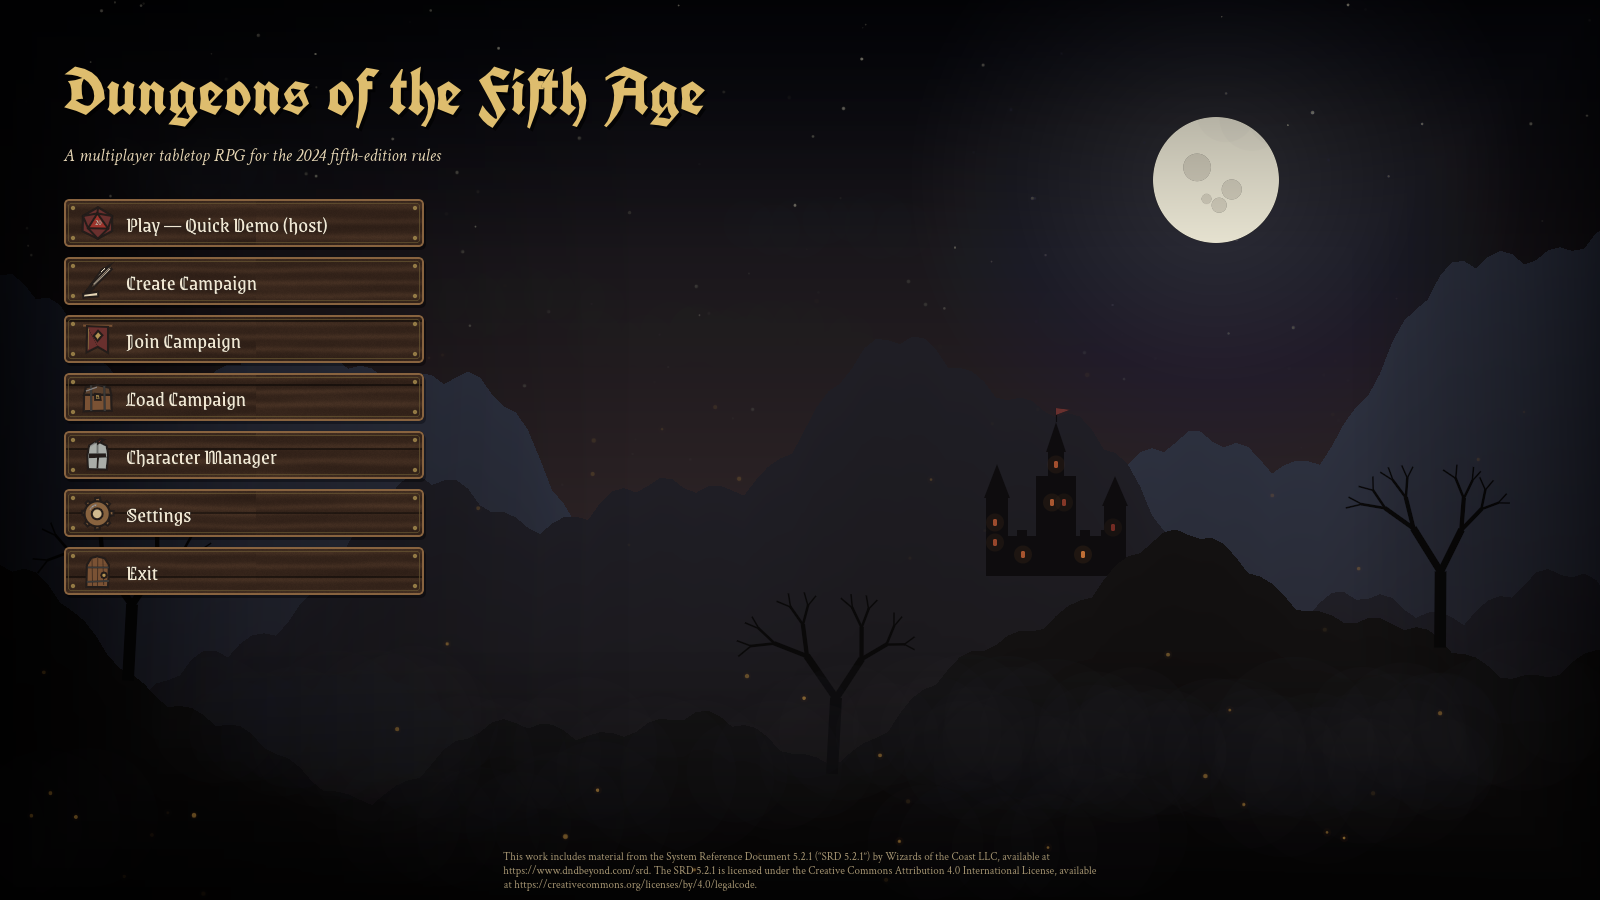 Dungeons of the Fifth Age
A multiplayer tabletop RPG for the 2024 fifth-edition rules
Play — Quick Demo (host)
Create Campaign
Join Campaign
Load Campaign
Character Manager
Settings
Exit
This work includes material from the System Reference Document 5.2.1 ("SRD 5.2.1") by Wizards of the Coast LLC, available at
https://www.dndbeyond.com/srd. The SRD 5.2.1 is licensed under the Creative Commons Attribution 4.0 International License, available
at https://creativecommons.org/licenses/by/4.0/legalcode.